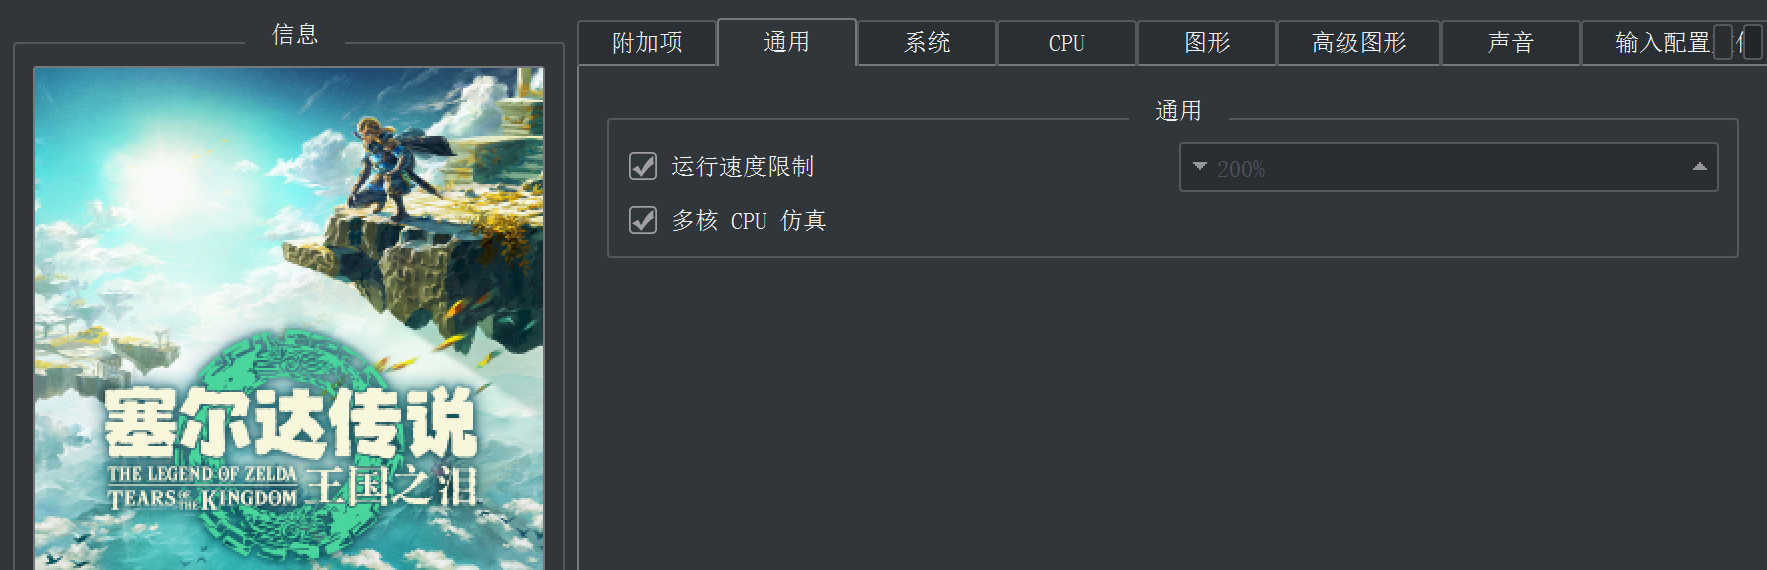 信息
附加项
通用
系统
CPU
图形
高级图形
声音
输入配置
通用
运行速度限制
200%
多核 CPU 仿真
塞尔达传说
THE LEGEND OF ZELDA
TEARS OF THE KINGDOM
王国之泪